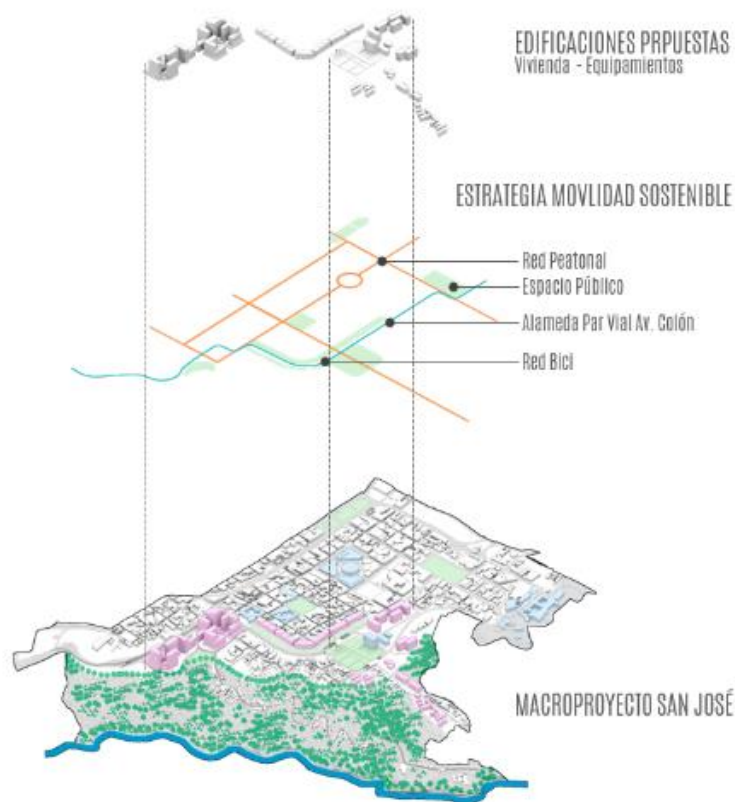 EDIFICACIONES PRPUESTAS
Vivienda - Equipamientos
ESTRATEGIA MOVLIDAD SOSTENIBLE
Red Peatonal
Espacio Público
Alameda Par Vial Av. Colón
Red Bici
MACROPROYECTO SAN JOSÉ